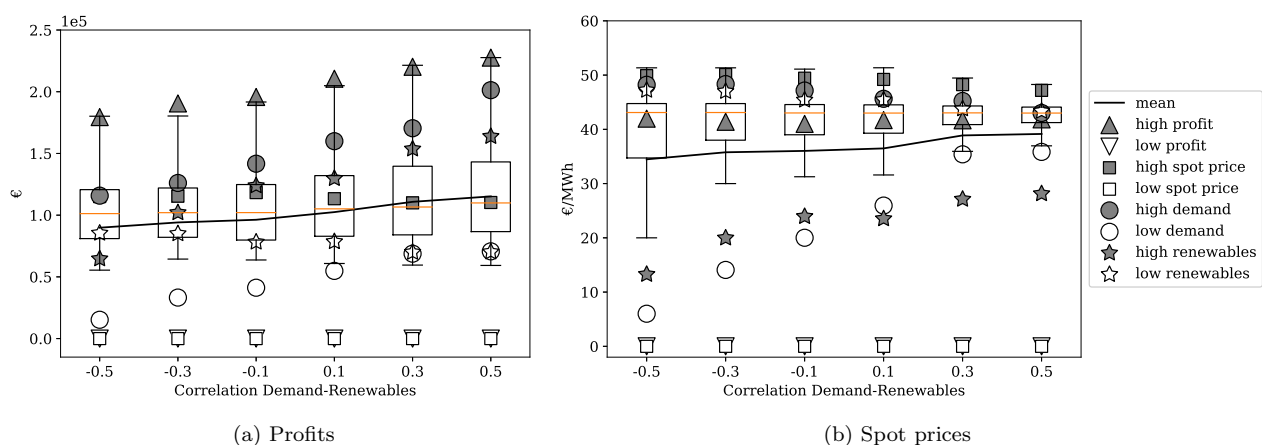 1e5
2.5
2.0
1.5
1.0
0.5
0.0
€
-0.5 -0.3 -0.1 0.1 0.3 0.5
Correlation Demand-Renewables
(a) Profits
60
50
40
30
20
10
0
€/MWh
-0.5 -0.3 -0.1 0.1 0.3 0.5
Correlation Demand-Renewables
(b) Spot prices
mean
high profit
low profit
high spot price
low spot price
high demand
low demand
high renewables
low renewables